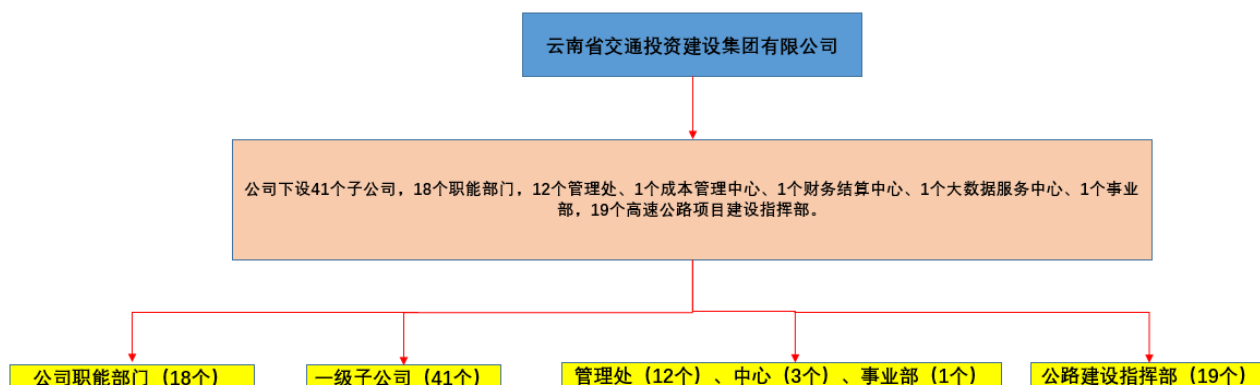 云南省交通投资建设集团有限公司
公司下设41个子公司，18个职能部门，12个管理处、1个成本管理中心、1个财务结算中心、1个大数据服务中心、1个事业
部，19个高速公路项目建设指挥部。
公司职能部门（18个）
一级子公司（41个）
管理处（12个）、中心（3个）、事业部（1个）
公路建设指挥部（19个）